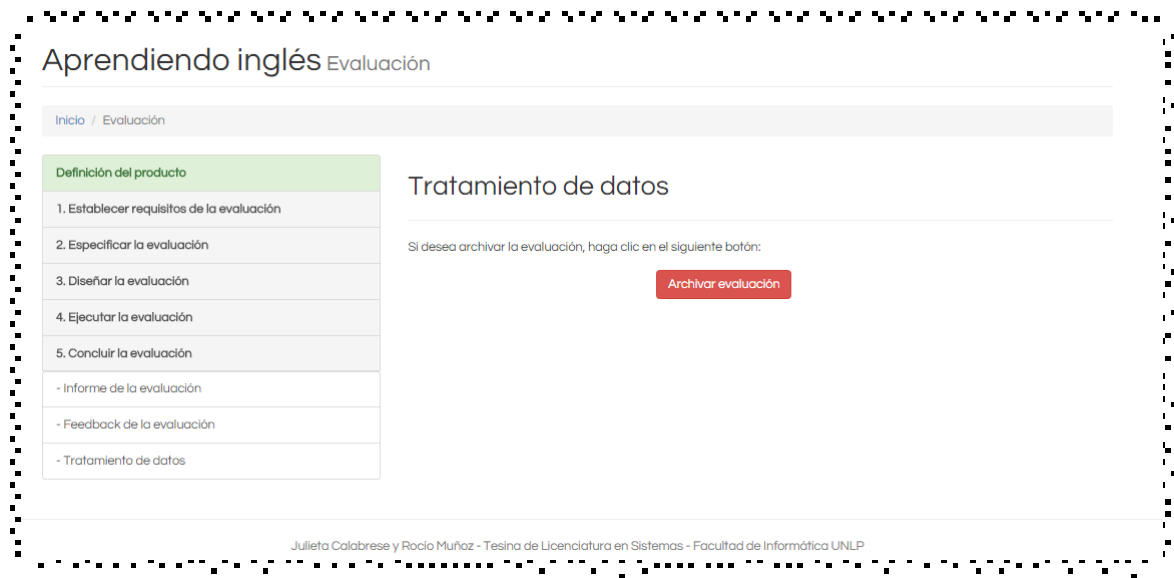 Aprendiendo inglés Evaluación
Inicio / Evaluación
Definición del producto
1. Establecer requisitos de la evaluación
2. Especificar la evaluación
3. Diseñar la evaluación
4. Ejecutar la evaluación
5. Concluir la evaluación
- Informe de la evaluación
- Feedback de la evaluación
- Tratamiento de datos
Tratamiento de datos
Si desea archivar la evaluación, haga clic en el siguiente botón:
Archivar evaluación
Julieta Calabrese y Rocío Muñoz - Tesina de Licenciatura en Sistemas - Facultad de Informática UNLP